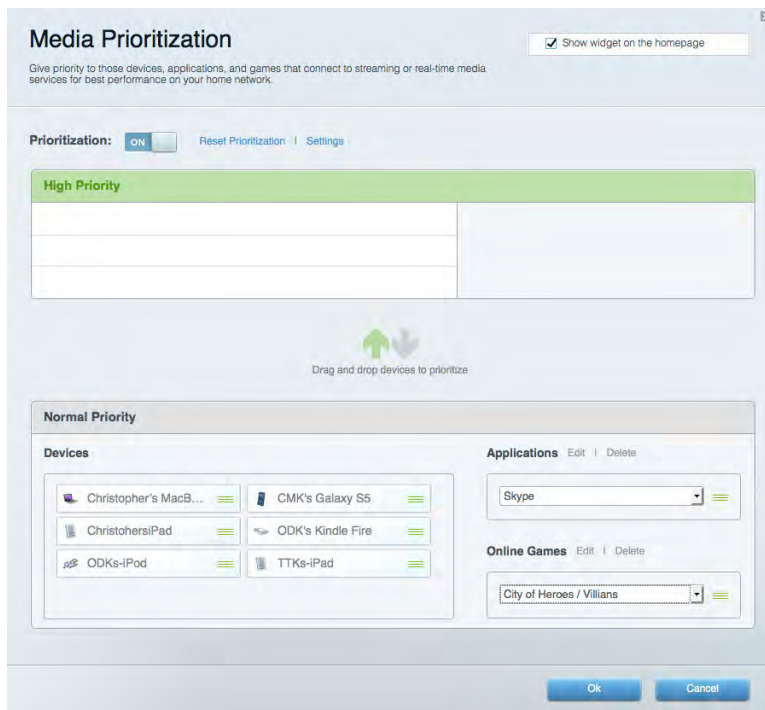 Media Prioritization
Show widget on the homepage
Give priority to those devices, applications, and games that connect to streaming or real-time media
services for best performance on your home network.
Prioritization: ON Reset Prioritization | Settings
High Priority
Drag and drop devices to prioritize
Normal Priority
Devices
Christopher's MacB... CMK's Galaxy S5
ChristohersiPad ODK's Kindle Fire
ODKs-iPod TTKs-iPad
Applications Edit | Delete
Skype
Online Games Edit | Delete
City of Heroes / Villians
Ok Cancel